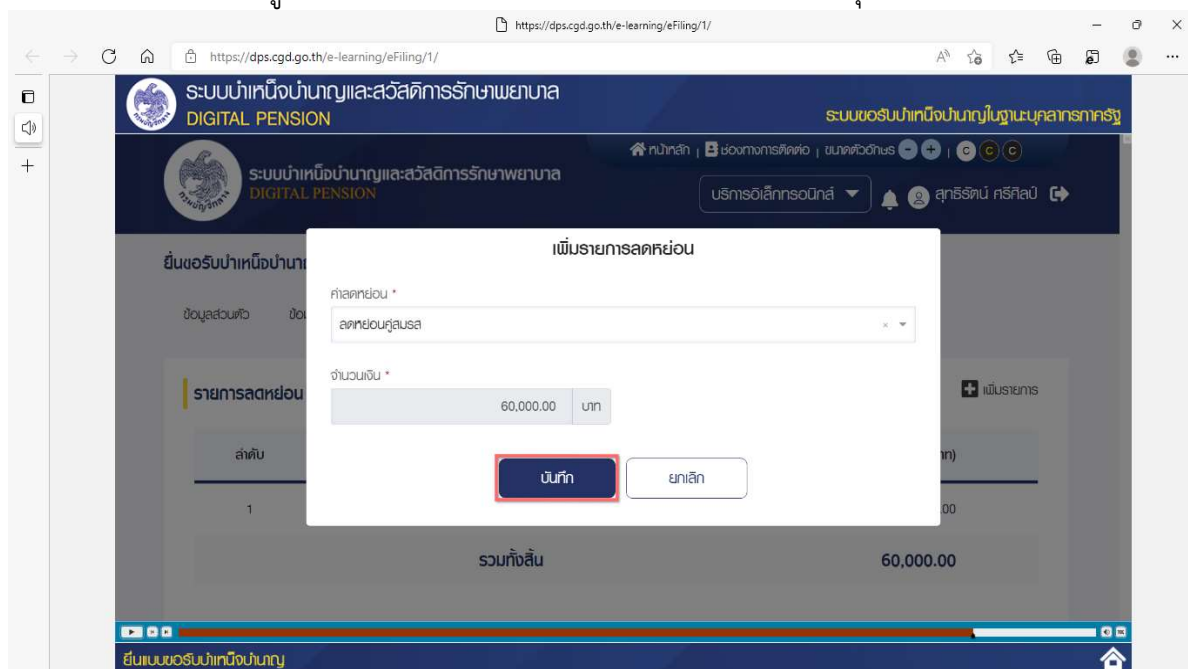 https://dps.cgd.go.th/e-learning/eFiling/1/
https://dps.cgd.go.th/e-learning/eFiling/1/
ระบบบำเหน็จบำนาญและสวัสดิการรักษาพยาบาล
DIGITAL PENSION
ระบบขอรับบำเหน็จบำนาญในฐานะบุคลากรภาครัฐ
หน้าหลัก | ช่องทางการติดต่อ | ขนาดตัวอักษร - + | C C C
ระบบบำเหน็จบำนาญและสวัสดิการรักษาพยาบาล
DIGITAL PENSION
บริการอิเล็กทรอนิกส์
สุทธิรัตน์ ศรีศิลป์
เพิ่มรายการลดหย่อน
ยื่นขอรับบำเหน็จบำนา
ค่าลดหย่อน *
ข้อมูลส่วนตัว
ลดหย่อนคู่สมรส
จำนวนเงิน *
รายการลดหย่อน
เพิ่มรายการ
60,000.00 บาท
ลำดับ
บันทึก
ยกเลิก
1
.00
รวมทั้งสิ้น
60,000.00
ยื่นแบบขอรับบำเหน็จบำนาญ